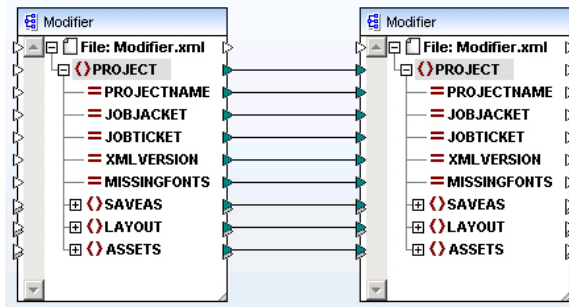 Modifier
File: Modifier.xml
PROJECT
PROJECTNAME
JOBJACKET
JOBTICKET
XMLVERSION
MISSINGFONTS
SAVEAS
LAYOUT
ASSETS
Modifier
File: Modifier.xml
PROJECT
PROJECTNAME
JOBJACKET
JOBTICKET
XMLVERSION
MISSINGFONTS
SAVEAS
LAYOUT
ASSETS